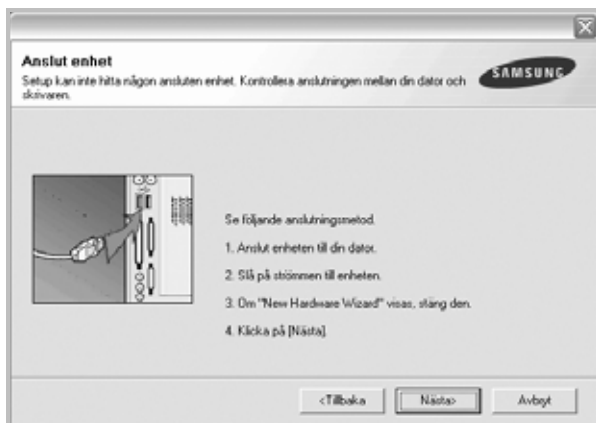 Anslut enhet
Setup kan inte hitta någon ansluten enhet. Kontrollera anslutningen mellan din dator och
skrivaren.
SAMSUNG
Se följande anslutningsmetod.
1. Anslut enheten till din dator.
2. Slå på strömmen till enheten.
3. Om "New Hardware Wizard" visas, stäng den.
4. Klicka på [Nästa].
<Tillbaka
Nästa>
Avbryt